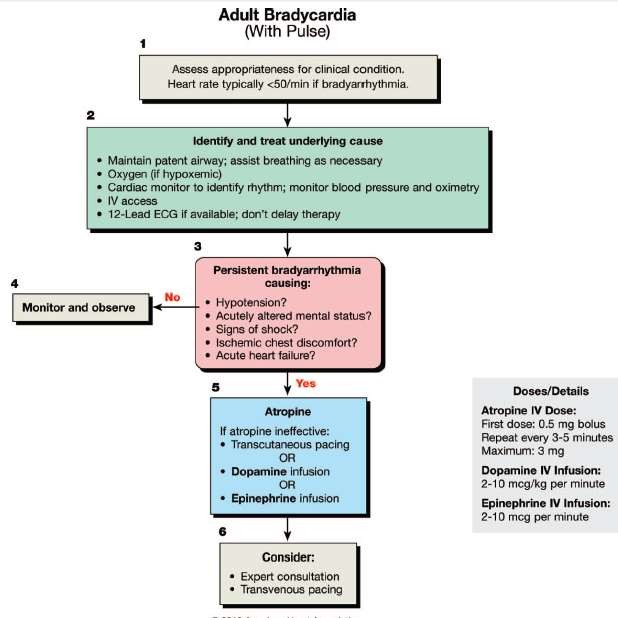 Adult Bradycardia
(With Pulse)
1
Assess appropriateness for clinical condition.
Heart rate typically <50/min if bradyarrhythmia.
2
Identify and treat underlying cause
• Maintain patent airway; assist breathing as necessary
• Oxygen (if hypoxemic)
• Cardiac monitor to identify rhythm; monitor blood pressure and oximetry
• IV access
• 12-Lead ECG if available; don't delay therapy
3
Persistent bradyarrhythmia
causing:
• Hypotension?
• Acutely altered mental status?
• Signs of shock?
• Ischemic chest discomfort?
• Acute heart failure?
4
No
Monitor and observe
Yes
5
Atropine
If atropine ineffective:
• Transcutaneous pacing
OR
• Dopamine infusion
OR
• Epinephrine infusion
Doses/Details
Atropine IV Dose:
First dose: 0.5 mg bolus
Repeat every 3-5 minutes
Maximum: 3 mg
Dopamine IV Infusion:
2-10 mcg/kg per minute
Epinephrine IV Infusion:
2-10 mcg per minute
6
Consider:
• Expert consultation
• Transvenous pacing